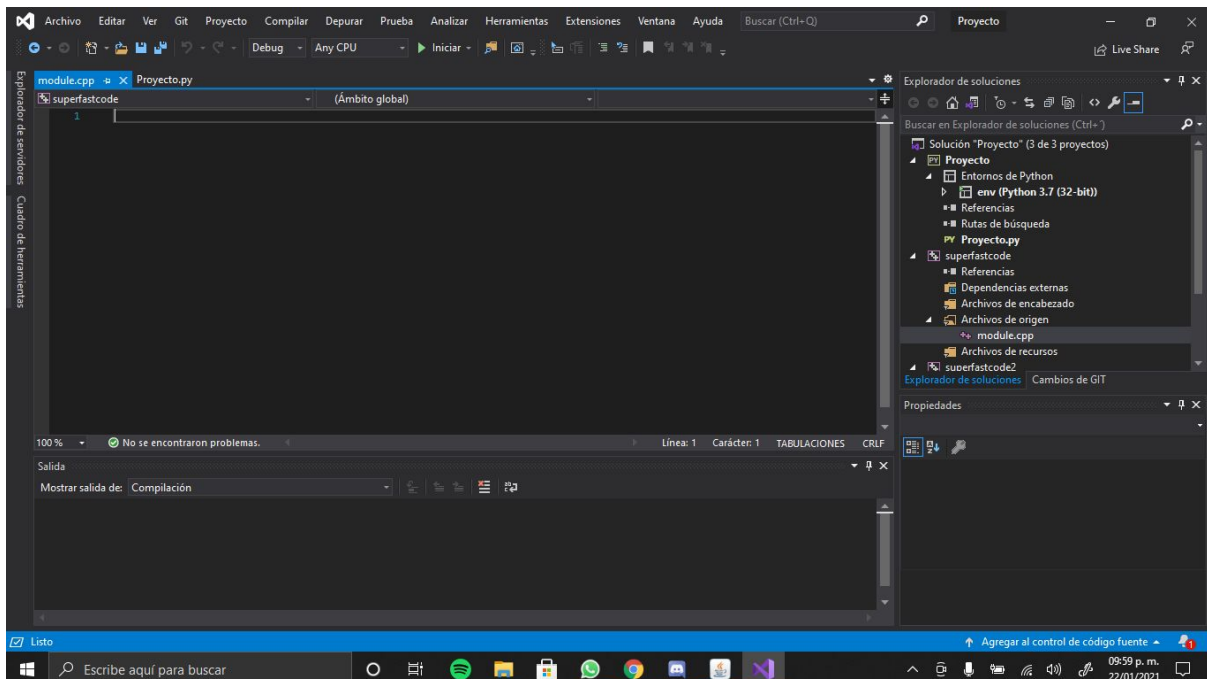 Archivo Editar Ver Git Proyecto Compilar Depurar Prueba Analizar Herramientas Extensiones Ventana Ayuda Buscar (Ctrl+Q) Proyecto
Debug Any CPU Iniciar Live Share
Explorador de servidores
Cuadro de herramientas
module.cpp Proyecto.py
superfastcode (Ámbito global)
1
100 % No se encontraron problemas. Línea: 1 Carácter: 1 TABULACIONES CRLF
Salida
Mostrar salida de: Compilación
Explorador de soluciones
Buscar en Explorador de soluciones (Ctrl+´)
Solución "Proyecto" (3 de 3 proyectos)
PY Proyecto
Entornos de Python
env (Python 3.7 (32-bit))
Referencias
Rutas de búsqueda
PY Proyecto.py
superfastcode
Referencias
Dependencias externas
Archivos de encabezado
Archivos de origen
++ module.cpp
Archivos de recursos
superfastcode2
Explorador de soluciones Cambios de GIT
Propiedades
Listo Agregar al control de código fuente 1
Escribe aquí para buscar 09:59 p. m.
22/01/2021